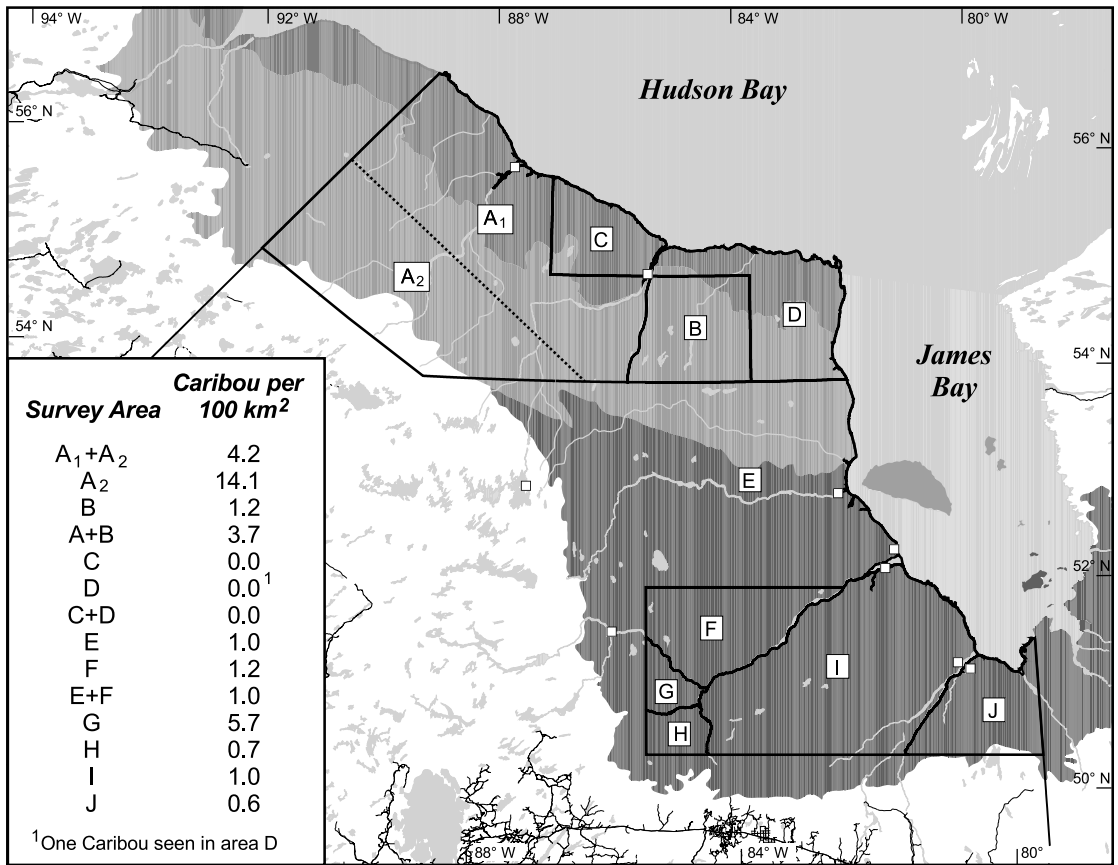 94° W
92° W
88° W
84° W
80° W
56° N
56° N
Hudson Bay
A1
C
A2
D
B
54° N
54° N
James
Bay
E
52° N
F
I
G
J
H
50° N
88° W
84° W
80°
Survey Area Caribou per 100 km2
A1+A2 4.2
A2 14.1
B 1.2
A+B 3.7
C 0.0
D 0.0 1
C+D 0.0
E 1.0
F 1.2
E+F 1.0
G 5.7
H 0.7
I 1.0
J 0.6
1One Caribou seen in area D